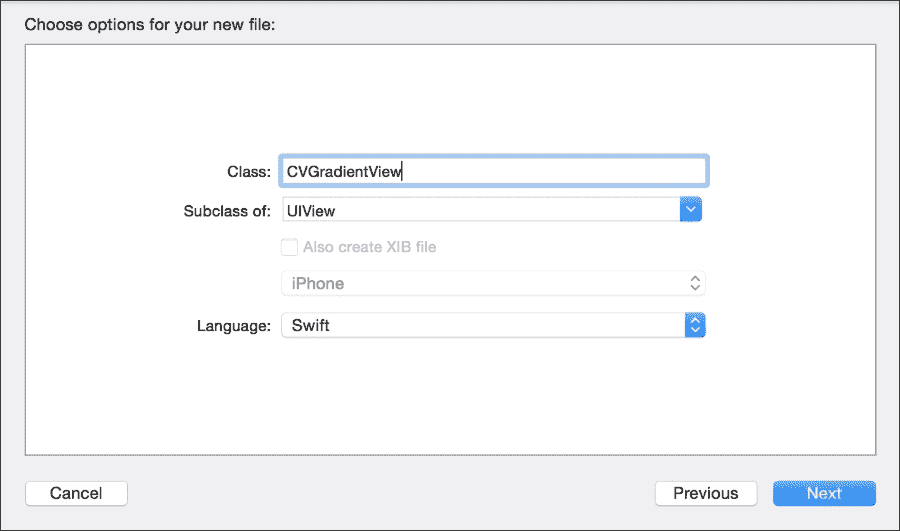 Choose options for your new file:
Class: CVGradientView
Subclass of: UIView
Also create XIB file
iPhone
Language: Swift
Cancel Previous Next